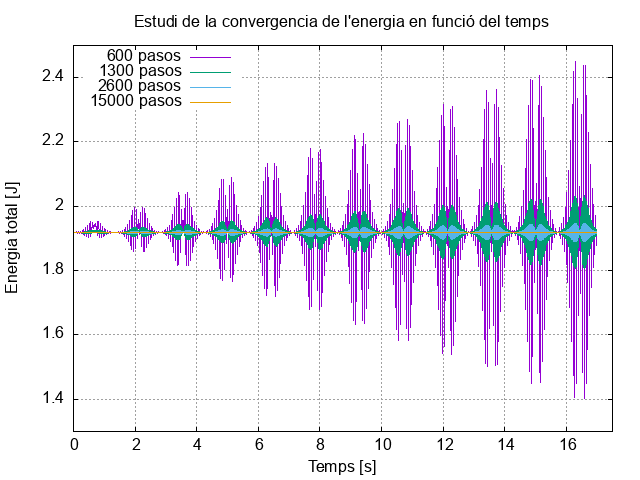 Estudi de la convergencia de l'energia en funció del temps
600 pasos
1300 pasos
2600 pasos
15000 pasos
2.4
2.2
2
1.8
1.6
1.4
Energia total [J]
0 2 4 6 8 10 12 14 16
Temps [s]